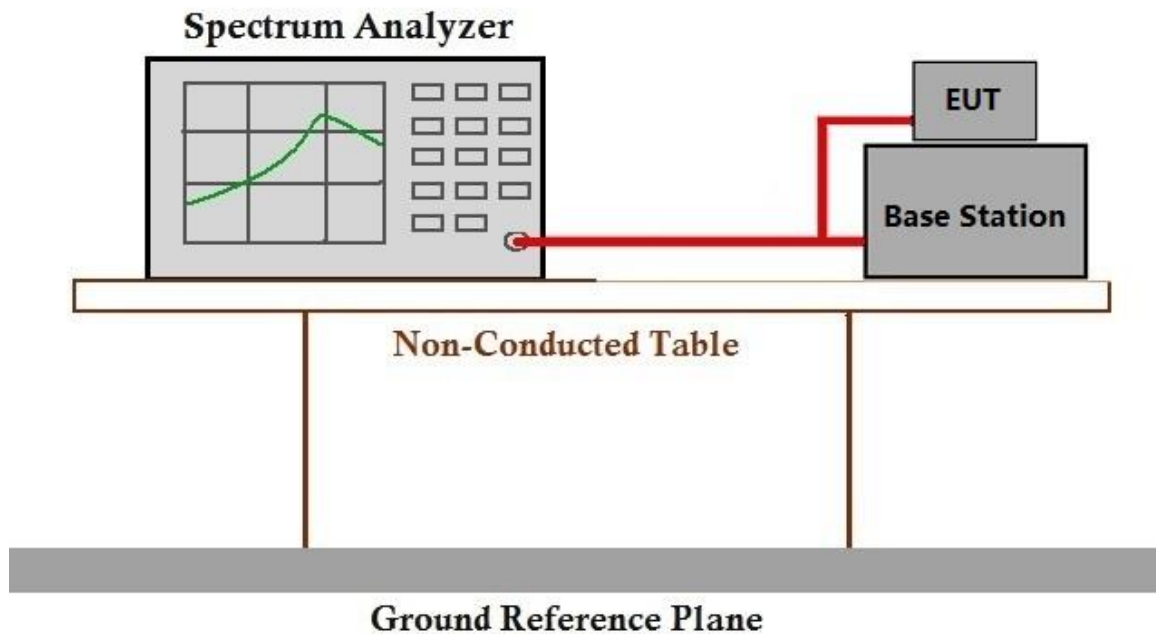 Spectrum Analyzer
EUT
Base Station
Non-Conducted Table
Ground Reference Plane